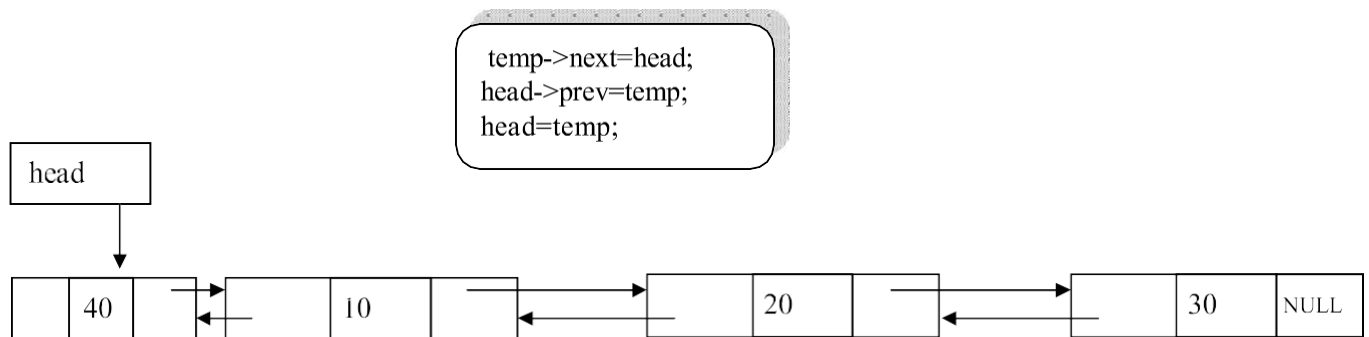 temp->next=head;
head->prev=temp;
head=temp;
head
40 10 20 30 NULL